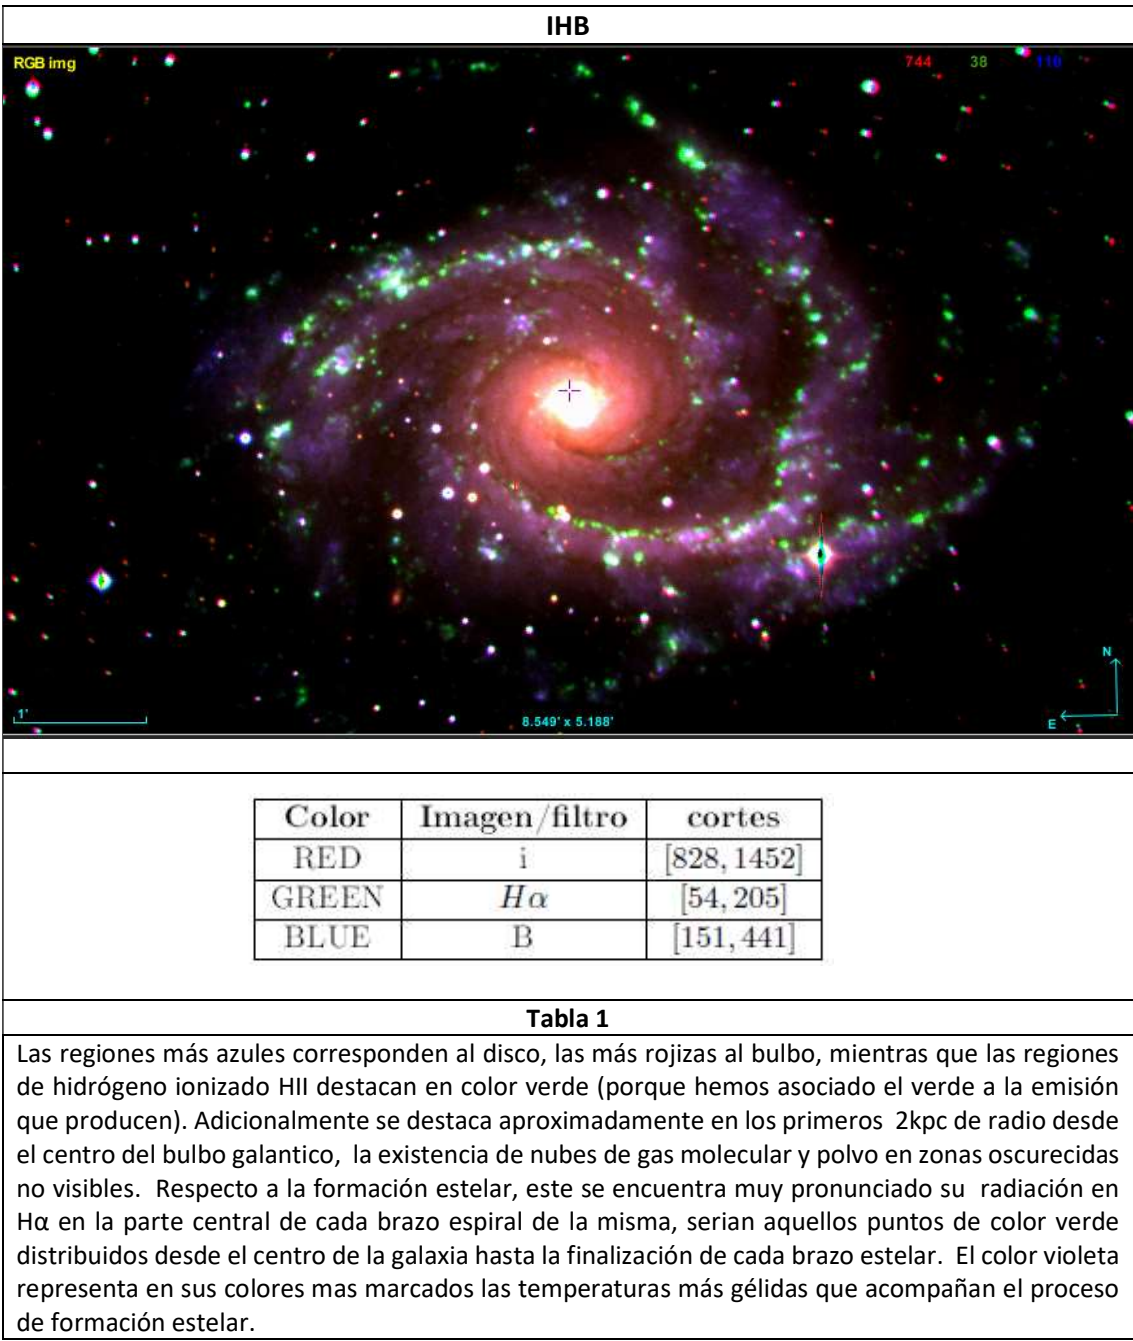 IHB
RGB img
744 38 110
1'
8.549' x 5.188'
N
E
Color Imagen/filtro cortes
RED i [828, 1452]
GREEN Hα [54, 205]
BLUE B [151, 441]
Tabla 1
Las regiones más azules corresponden al disco, las más rojizas al bulbo, mientras que las regiones
de hidrógeno ionizado HII destacan en color verde (porque hemos asociado el verde a la emisión
que producen). Adicionalmente se destaca aproximadamente en los primeros 2kpc de radio desde
el centro del bulbo galantico, la existencia de nubes de gas molecular y polvo en zonas oscurecidas
no visibles. Respecto a la formación estelar, este se encuentra muy pronunciado su radiación en
Hα en la parte central de cada brazo espiral de la misma, serian aquellos puntos de color verde
distribuidos desde el centro de la galaxia hasta la finalización de cada brazo estelar. El color violeta
representa en sus colores mas marcados las temperaturas más gélidas que acompañan el proceso
de formación estelar.